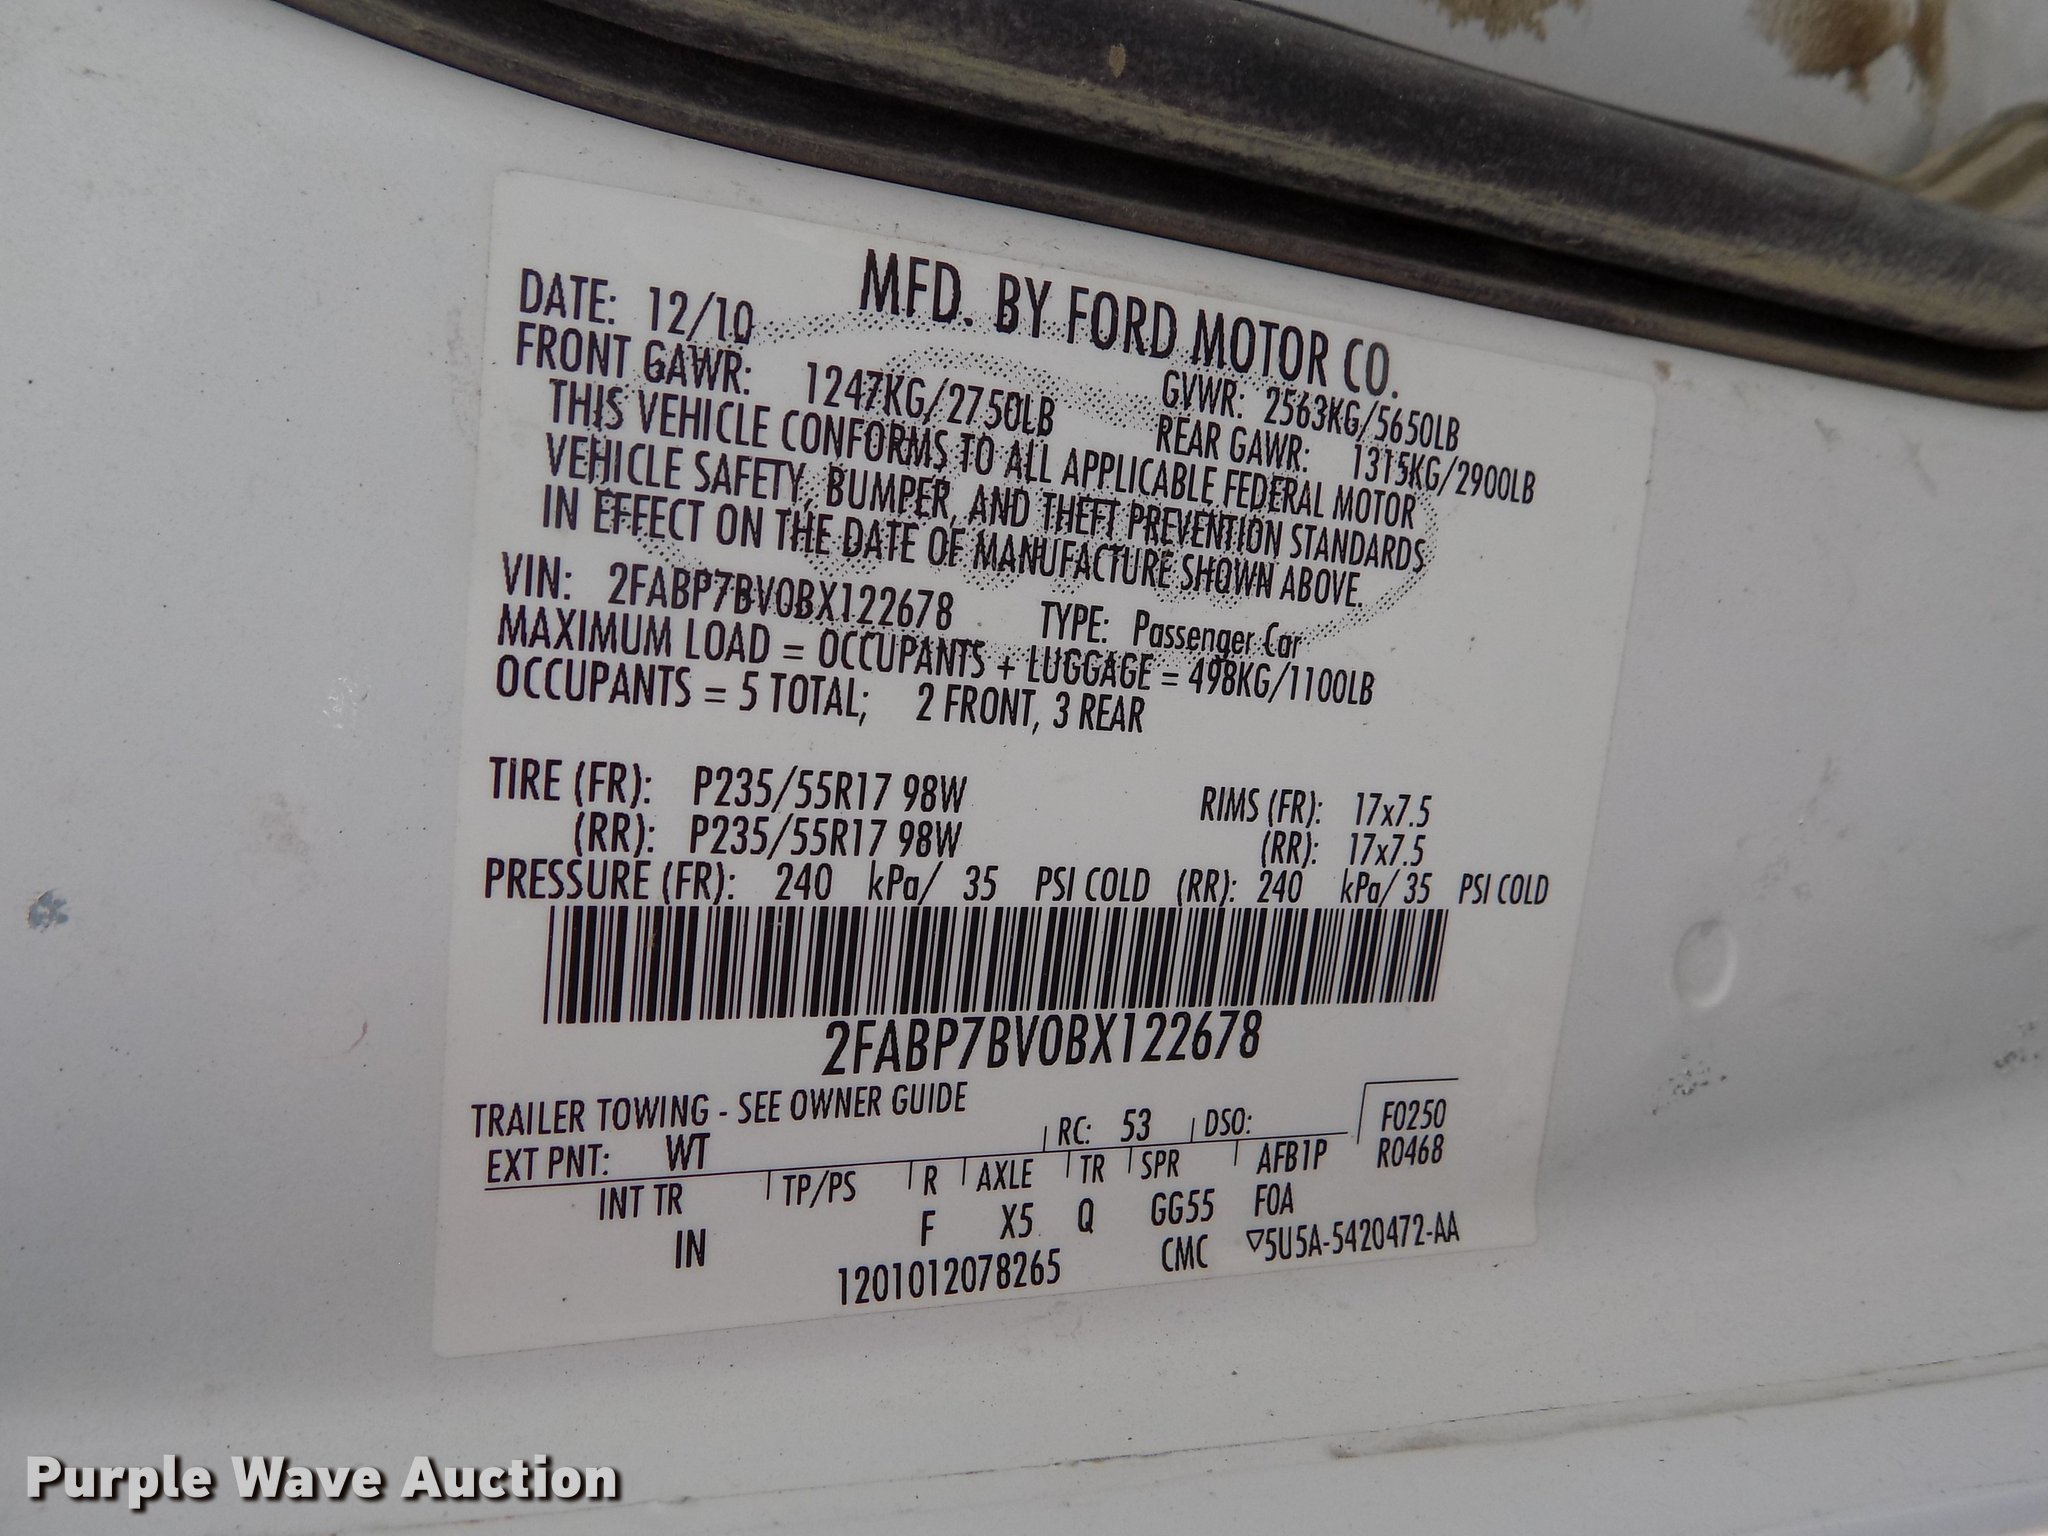 MFD. BY FORD MOTOR CO.
DATE: 12/10 GVWR: 2563KG/5650LB
FRONT GAWR: 1247KG/2750LB REAR GAWR: 1315KG/2900LB
THIS VEHICLE CONFORMS TO ALL APPLICABLE FEDERAL MOTOR
VEHICLE SAFETY, BUMPER, AND THEFT PREVENTION STANDARDS
IN EFFECT ON THE DATE OF MANUFACTURE SHOWN ABOVE.
VIN: 2FABP7BV0BX122678 TYPE: Passenger Car
MAXIMUM LOAD = OCCUPANTS + LUGGAGE = 498KG/1100LB
OCCUPANTS = 5 TOTAL; 2 FRONT, 3 REAR
TIRE (FR): P235/55R17 98W RIMS (FR): 17x7.5
(RR): P235/55R17 98W (RR): 17x7.5
PRESSURE (FR): 240 kPa/ 35 PSI COLD (RR): 240 kPa/ 35 PSI COLD
2FABP7BV0BX122678
TRAILER TOWING - SEE OWNER GUIDE
EXT PNT: WT RC: 53 DSO: F0250
INT TR TP/PS R AXLE TR SPR AFB1P R0468
IN F X5 Q GG55 FOA
1201012078265 CMC ▽5U5A-5420472-AA
Purple Wave Auction